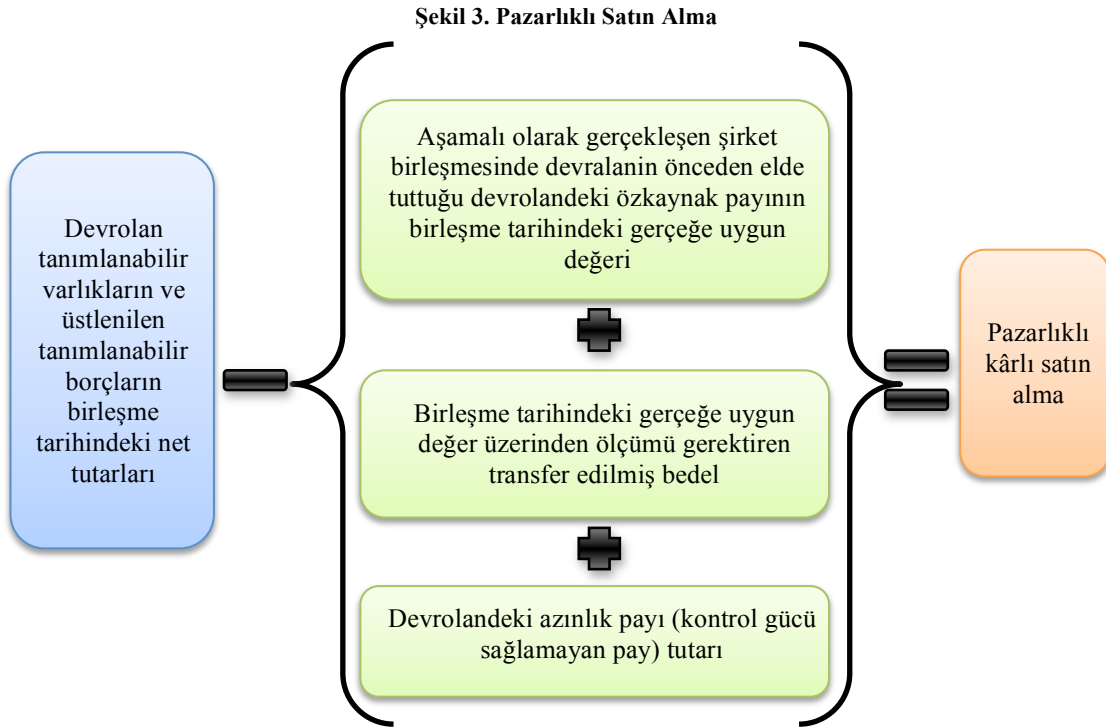 Şekil 3. Pazarlıklı Satın Alma
Devrolan
tanımlanabilir
varlıkların ve
üstlenilen
tanımlanabilir
borçların
birleşme
tarihindeki net
tutarları
Aşamalı olarak gerçekleşen şirket
birleşmesinde devralanin önceden elde
tuttuğu devrolandeki özkaynak payının
birleşme tarihindeki gerçeğe uygun
değeri
Birleşme tarihindeki gerçeğe uygun
değer üzerinden ölçümü gerektiren
transfer edilmiş bedel
Devrolandeki azınlık payı (kontrol gücü
sağlamayan pay) tutarı
Pazarlıklı
kârlı satın
alma